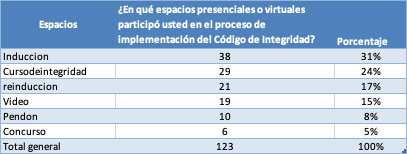 Espacios ¿En qué espacios presenciales o virtuales participó usted en el proceso de implementación del Código de Integridad? Porcentaje
Induccion 38 31%
Cursodeintegridad 29 24%
reinduccion 21 17%
Video 19 15%
Pendon 10 8%
Concurso 6 5%
Total general 123 100%